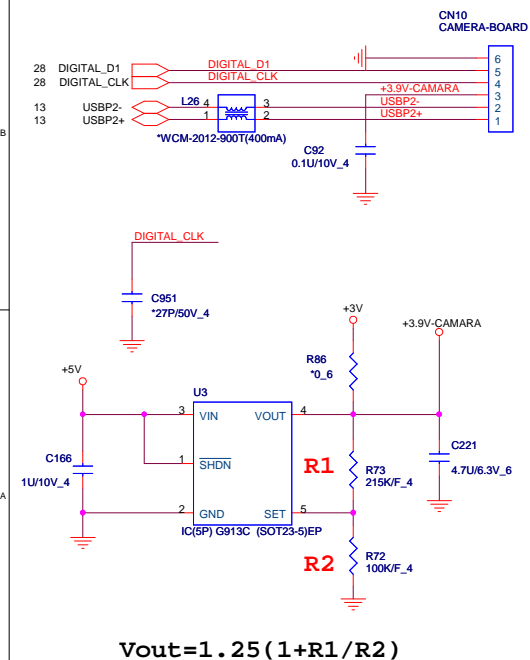 CN10
CAMERA-BOARD
28 DIGITAL_D1 DIGITAL_D1 6
28 DIGITAL_CLK DIGITAL_CLK 5
4
+3.9V-CAMARA 3
13 USBP2- L26 4 3 USBP2- 2
13 USBP2+ 1 2 USBP2+ 1
*WCM-2012-900T(400mA)
B
C92
0.1U/10V_4
DIGITAL_CLK
C951
*27P/50V_4
+3V
+3.9V-CAMARA
R86
*0_6
+5V
U3
3 VIN VOUT 4
C166
1U/10V_4
1 SHDN
R1
R73
215K/F_4
C221
4.7U/6.3V_6
A
2 GND SET 5
IC(5P) G913C (SOT23-5)EP
R2
R72
100K/F_4
Vout=1.25(1+R1/R2)